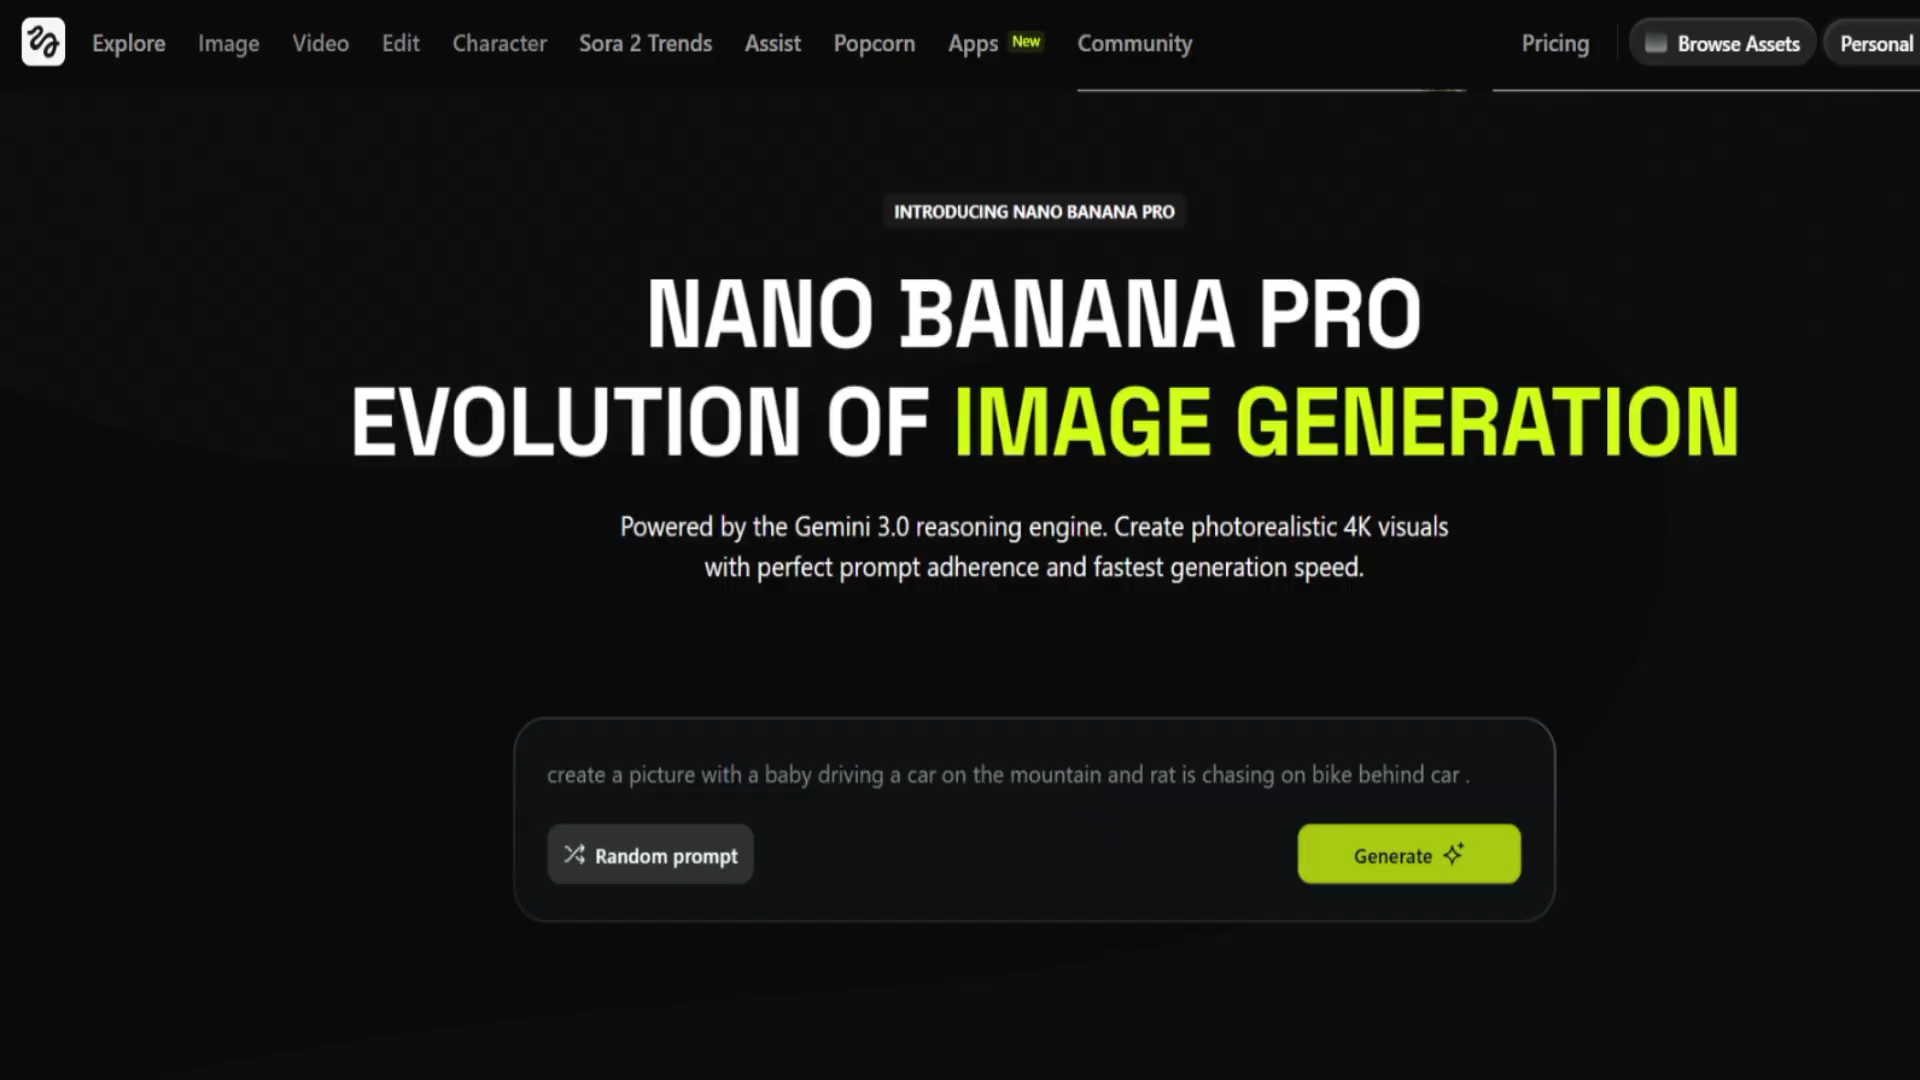 Explore Image Video Edit Character Sora 2 Trends Assist Popcorn Apps New Community Pricing Browse Assets Personal
INTRODUCING NANO BANANA PRO
NANO BANANA PRO
EVOLUTION OF IMAGE GENERATION
Powered by the Gemini 3.0 reasoning engine. Create photorealistic 4K visuals
with perfect prompt adherence and fastest generation speed.
create a picture with a baby driving a car on the mountain and rat is chasing on bike behind car .
Random prompt Generate